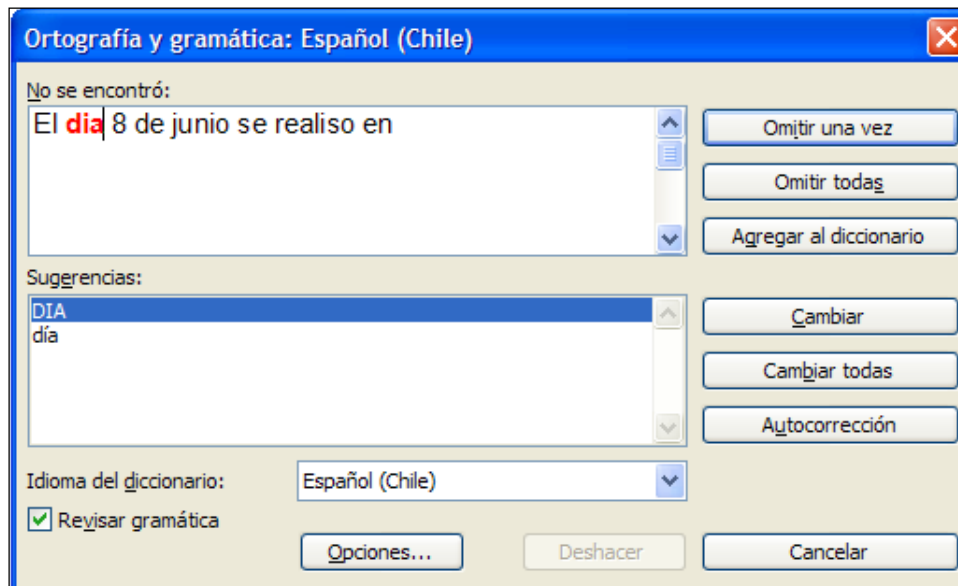 Ortografía y gramática: Español (Chile)
No se encontró:
El dia 8 de junio se realiso en
Omitir una vez
Omitir todas
Agregar al diccionario
Sugerencias:
DIA
día
Cambiar
Cambiar todas
Autocorrección
Idioma del diccionario:
Español (Chile)
Revisar gramática
Opciones...
Deshacer
Cancelar